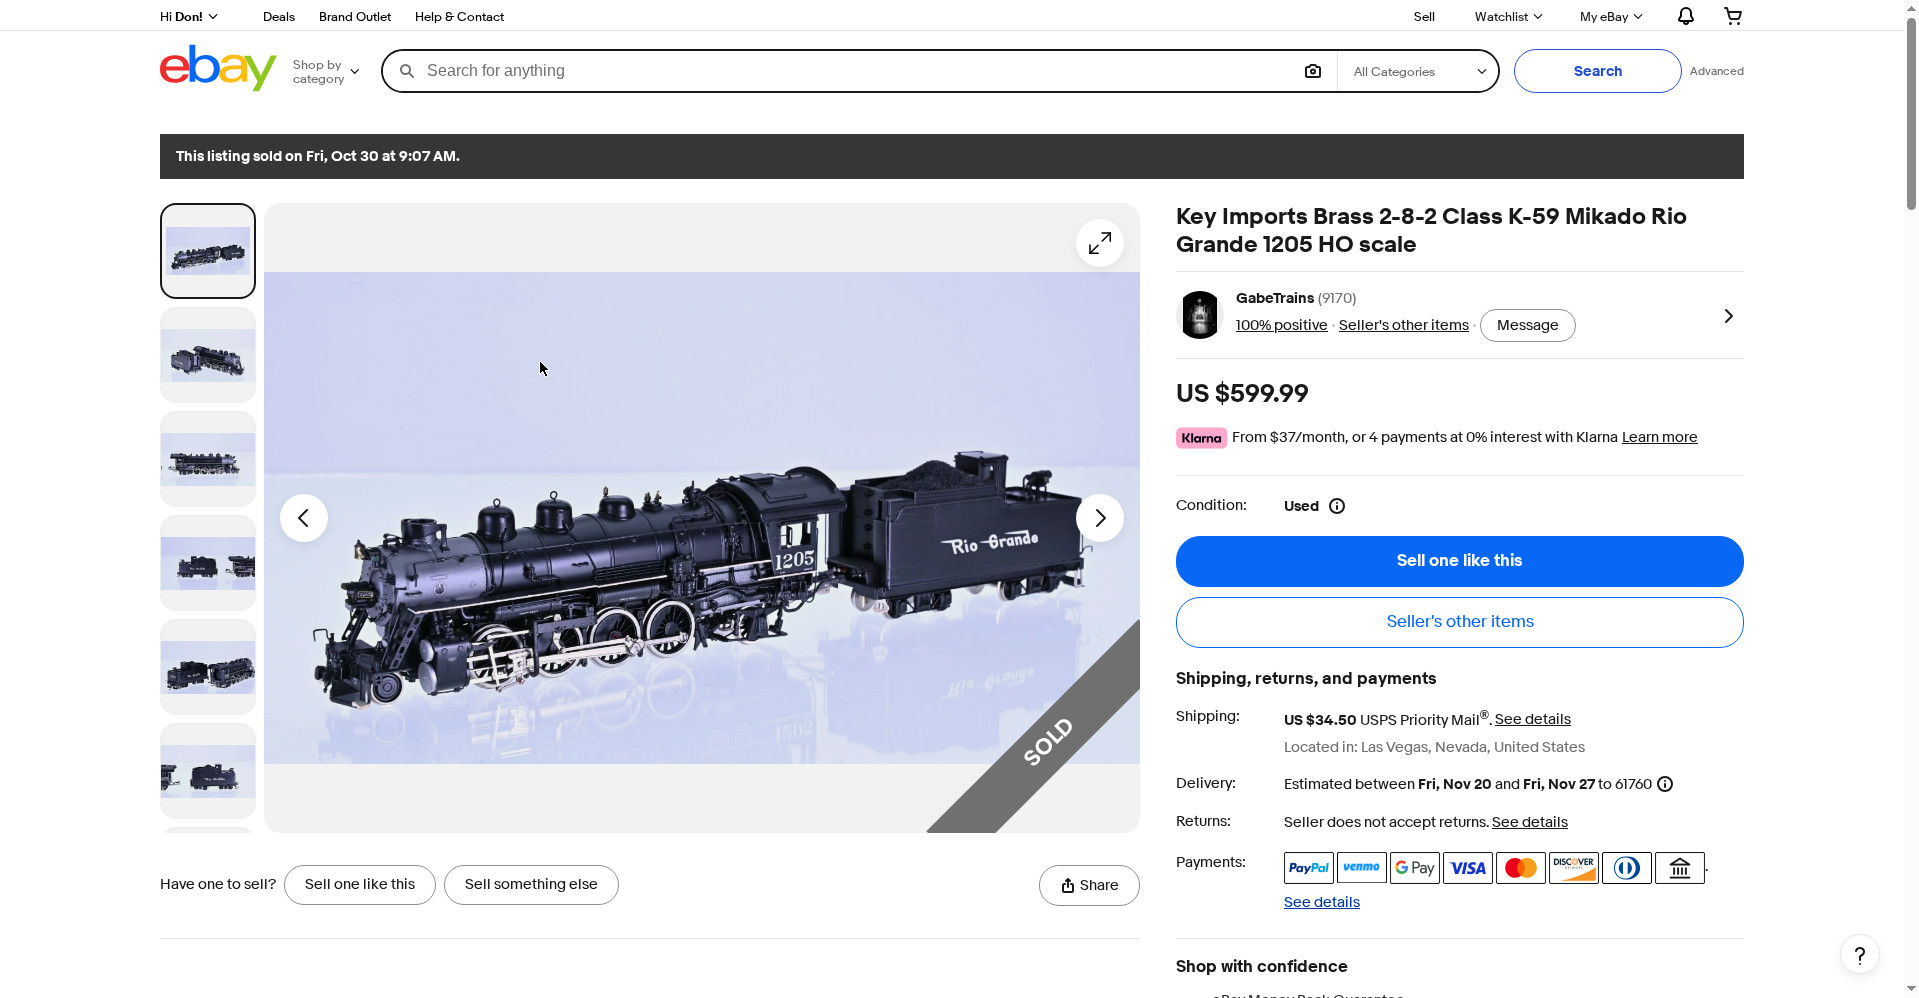 Hi Don!
Deals
Brand Outlet
Help & Contact
Sell
Watchlist
My eBay
ebay
Shop by
category
Search for anything
All Categories
Search
Advanced
This listing sold on Fri, Oct 30 at 9:07 AM.
Key Imports Brass 2-8-2 Class K-59 Mikado Rio
Grande 1205 HO scale
GabeTrains (9170)
100% positive · Seller's other items · Message
US $599.99
Klarna From $37/month, or 4 payments at 0% interest with Klarna Learn more
Condition: Used
Sell one like this
Seller's other items
Rio Grande
1205
SOLD
Shipping, returns, and payments
Shipping: US $34.50 USPS Priority Mail®. See details
Located in: Las Vegas, Nevada, United States
Delivery: Estimated between Fri, Nov 20 and Fri, Nov 27 to 61760
Returns: Seller does not accept returns. See details
Payments: PayPal venmo G Pay VISA DISCOVER .
See details
Have one to sell? Sell one like this Sell something else
Share
Shop with confidence
eBay Money Back Guarantee
?